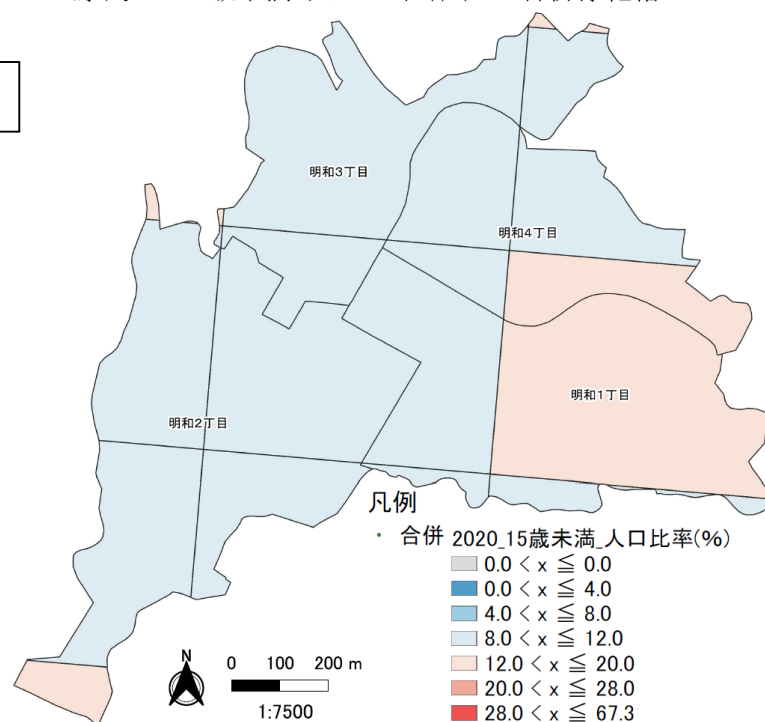 明和3丁目
明和4丁目
明和1丁目
明和2丁目
凡例
合併 2020_15歳未満_人口比率(%)
0.0 < x ≦ 0.0
0.0 < x ≦ 4.0
4.0 < x ≦ 8.0
8.0 < x ≦ 12.0
12.0 < x ≦ 20.0
20.0 < x ≦ 28.0
28.0 < x ≦ 67.3
N
0 100 200 m
1:7500